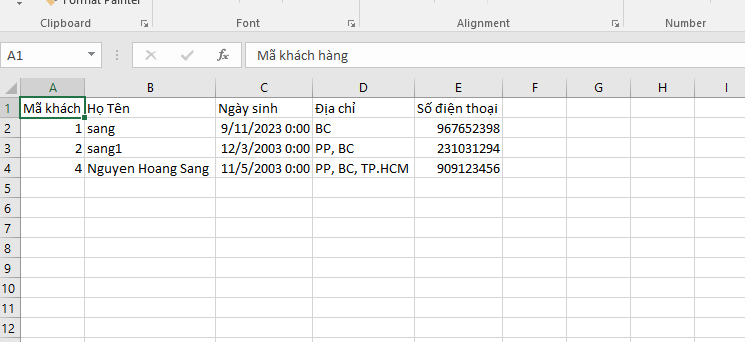 Format Painter
Clipboard Font Alignment Number
A1 fx Mã khách hàng
A B C D E F G H I
1 Mã khách Họ Tên Ngày sinh Địa chỉ Số điện thoại
2 1 sang 9/11/2023 0:00 BC 967652398
3 2 sang1 12/3/2003 0:00 PP, BC 231031294
4 4 Nguyen Hoang Sang 11/5/2003 0:00 PP, BC, TP.HCM 909123456
5
6
7
8
9
10
11
12